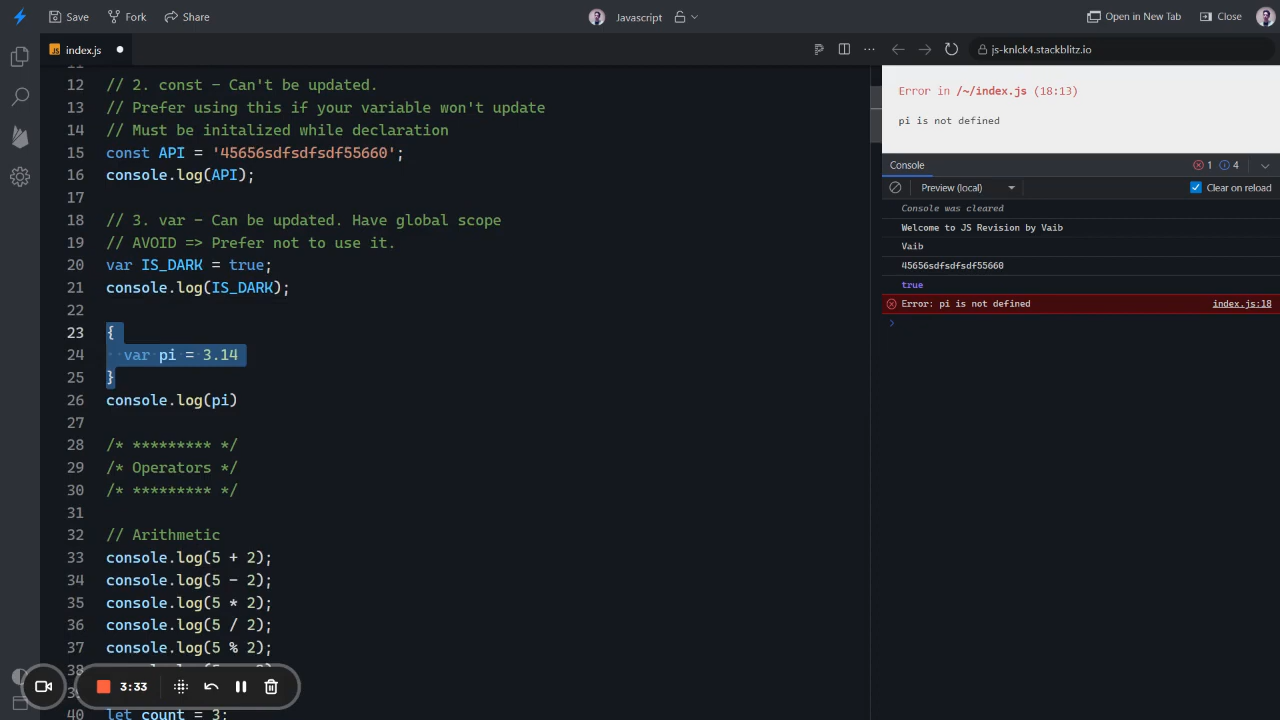 Save
Fork
Share
Javascript
Open in New Tab
Close
JS index.js
js-knlck4.stackblitz.io
12 // 2. const - Can't be updated.
13 // Prefer using this if your variable won't update
14 // Must be initalized while declaration
15 const API = '45656sdfsdfsdf55660';
16 console.log(API);
17
18 // 3. var - Can be updated. Have global scope
19 // AVOID => Prefer not to use it.
20 var IS_DARK = true;
21 console.log(IS_DARK);
22
23 {
24 var pi = 3.14
25 }
26 console.log(pi)
27
28 /* ********* */
29 /* Operators */
30 /* ********* */
31
32 // Arithmetic
33 console.log(5 + 2);
34 console.log(5 - 2);
35 console.log(5 * 2);
36 console.log(5 / 2);
37 console.log(5 % 2);
38
40 let count = 3;
3:33
Error in /~/index.js (18:13)
pi is not defined
Console
1
4
Preview (local)
Clear on reload
Console was cleared
Welcome to JS Revision by Vaib
Vaib
45656sdfsdfsdf55660
true
Error: pi is not defined
index.js:18